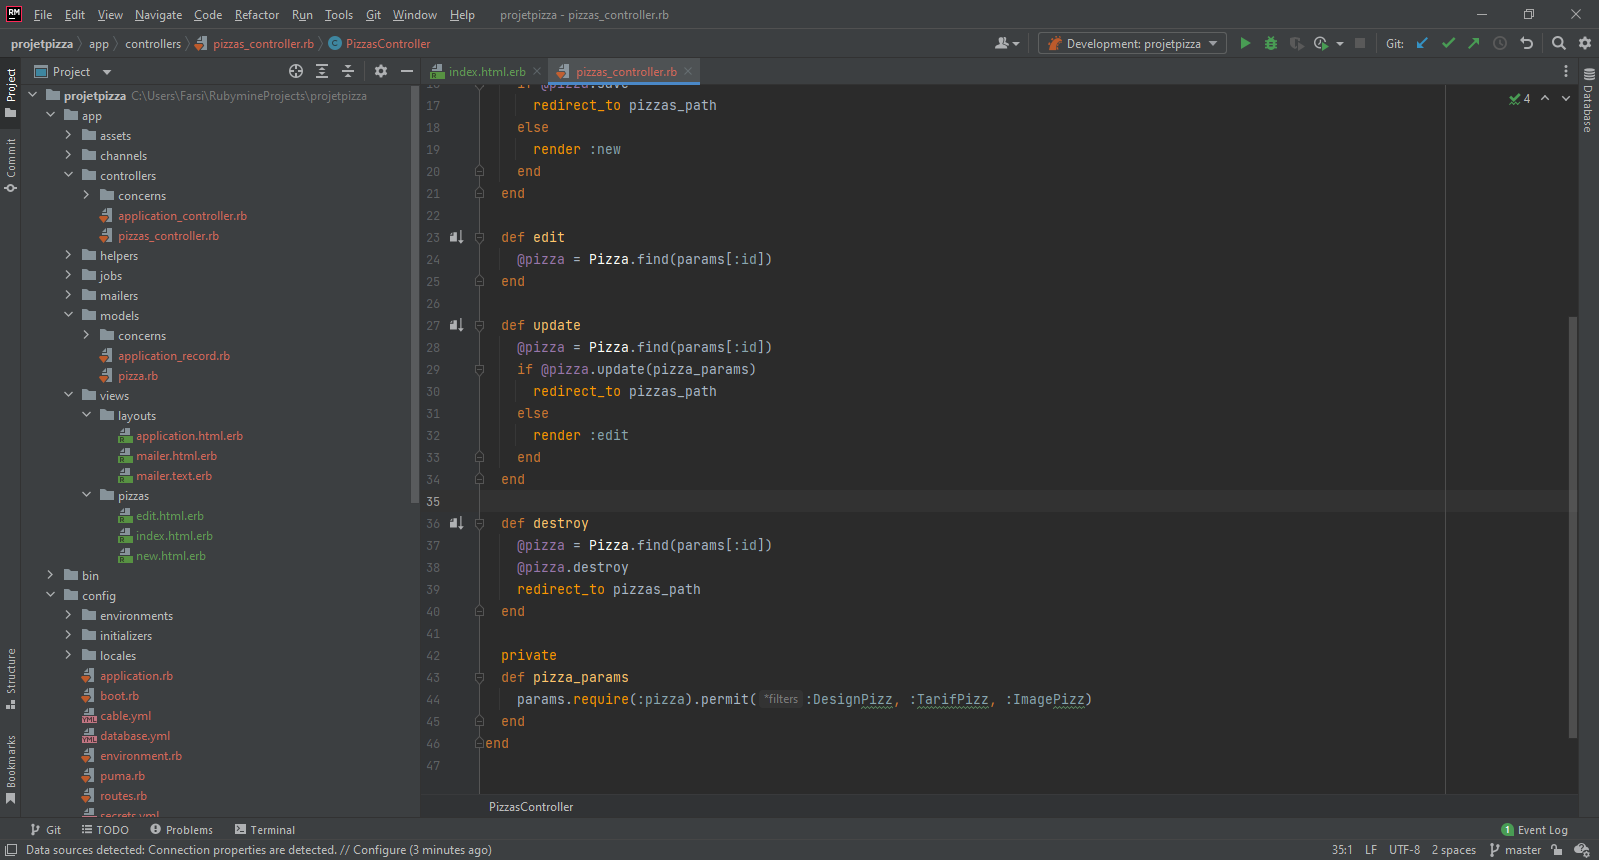 RM File Edit View Navigate Code Refactor Run Tools Git Window Help projetpizza - pizzas_controller.rb
projetpizza app controllers pizzas_controller.rb C PizzasController Development: projetpizza Git:
Project
Commit
Structure
Bookmarks
Project
projetpizza C:\Users\Farsi\RubymineProjects\projetpizza
app
assets
channels
controllers
concerns
application_controller.rb
pizzas_controller.rb
helpers
jobs
mailers
models
concerns
application_record.rb
pizza.rb
views
layouts
application.html.erb
mailer.html.erb
mailer.text.erb
pizzas
edit.html.erb
index.html.erb
new.html.erb
bin
config
environments
initializers
locales
application.rb
boot.rb
cable.yml
database.yml
environment.rb
puma.rb
routes.rb
secrets.yml
index.html.erb pizzas_controller.rb
4
16 if @pizza.save
17 redirect_to pizzas_path
18 else
19 render :new
20 end
21 end
22
23 def edit
24 @pizza = Pizza.find(params[:id])
25 end
26
27 def update
28 @pizza = Pizza.find(params[:id])
29 if @pizza.update(pizza_params)
30 redirect_to pizzas_path
31 else
32 render :edit
33 end
34 end
35
36 def destroy
37 @pizza = Pizza.find(params[:id])
38 @pizza.destroy
39 redirect_to pizzas_path
40 end
41
42 private
43 def pizza_params
44 params.require(:pizza).permit( *filters :DesignPizz, :TarifPizz, :ImagePizz)
45 end
46 end
47
PizzasController
Database
Git TODO Problems Terminal 1 Event Log
Data sources detected: Connection properties are detected. // Configure (3 minutes ago) 35:1 LF UTF-8 2 spaces master